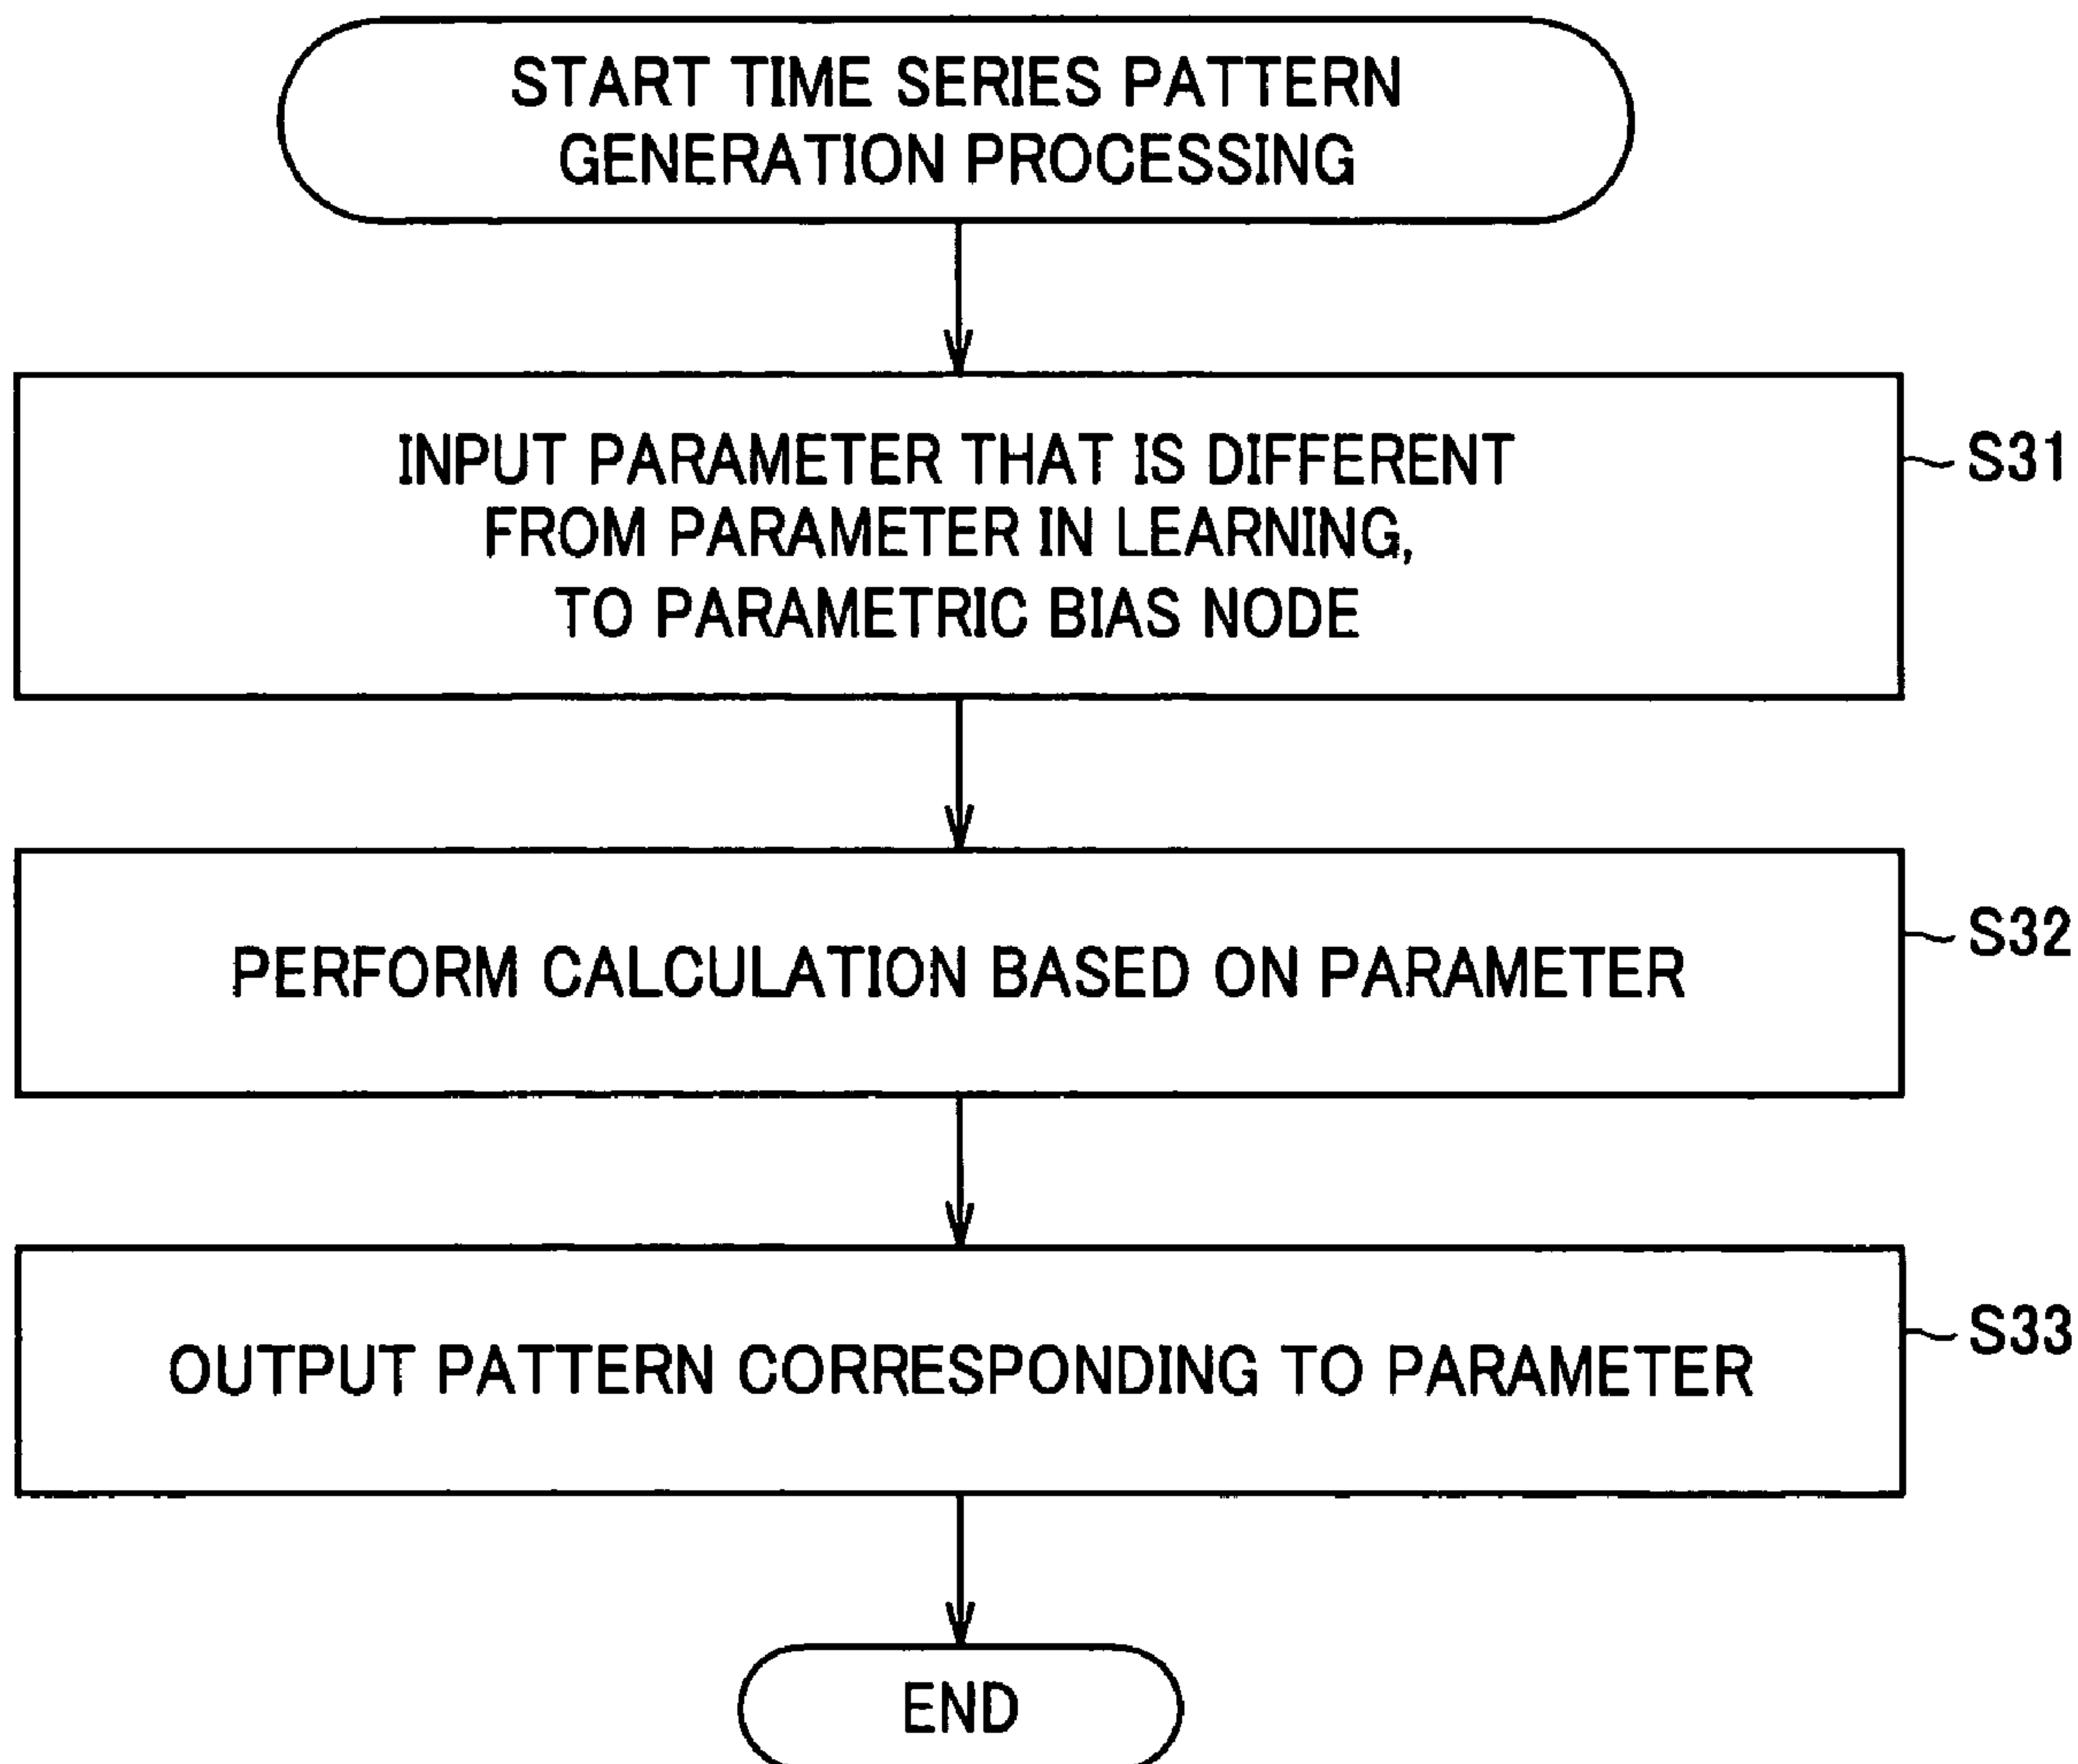 START TIME SERIES PATTERN
GENERATION PROCESSING
INPUT PARAMETER THAT IS DIFFERENT
FROM PARAMETER IN LEARNING,
TO PARAMETRIC BIAS NODE
S31
PERFORM CALCULATION BASED ON PARAMETER
S32
OUTPUT PATTERN CORRESPONDING TO PARAMETER
S33
END